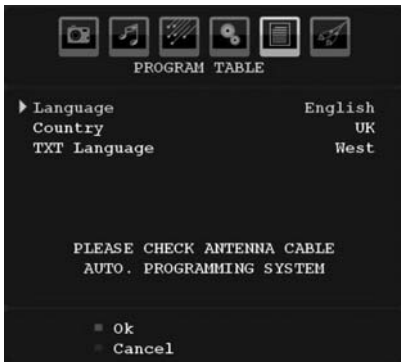 PROGRAM TABLE
Language English
Country UK
TXT Language West
PLEASE CHECK ANTENNA CABLE
AUTO. PROGRAMMING SYSTEM
Ok
Cancel